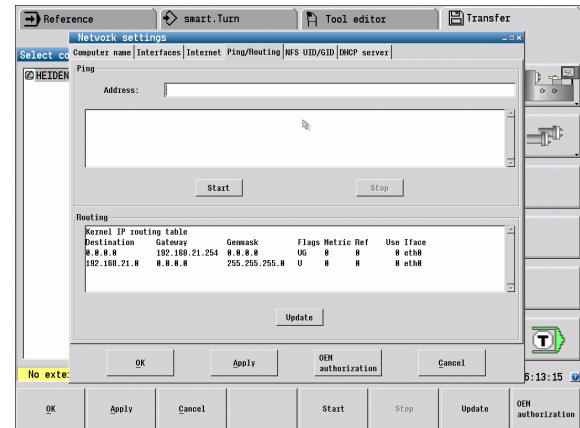 Reference
smart.Turn
Tool editor
Transfer
Network settings
Select co
Computer name Interfaces Internet Ping/Routing NFS UID/GID DHCP server
HEIDEN
Ping
Address:
Start Stop
Routing
Kernel IP routing table
Destination Gateway Genmask Flags Metric Ref Use Iface
0.0.0.0 192.168.21.254 0.0.0.0 UG 0 0 0 eth0
192.168.21.0 0.0.0.0 255.255.255.0 U 0 0 0 eth0
Update
OK Apply OEM authorization Cancel
T
No exte
6:13:15
OK Apply Cancel Start Stop Update OEM authorization